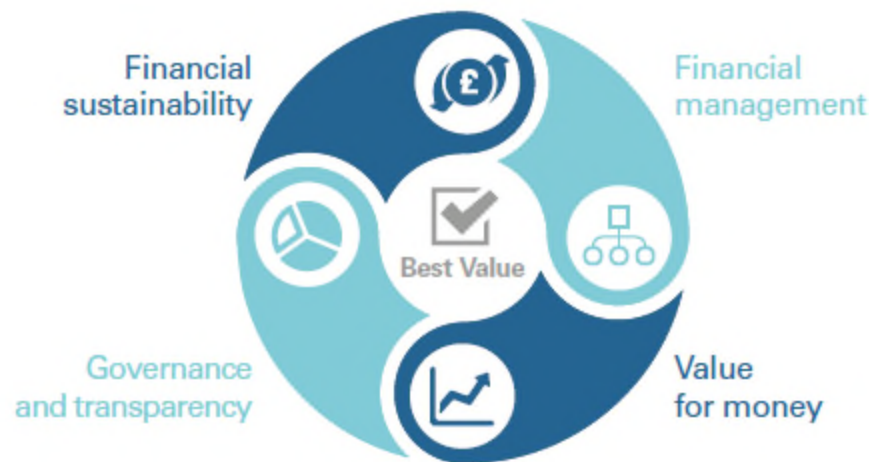 Financial
sustainability
Financial
management
£
Best Value
Governance
and transparency
Value
for money